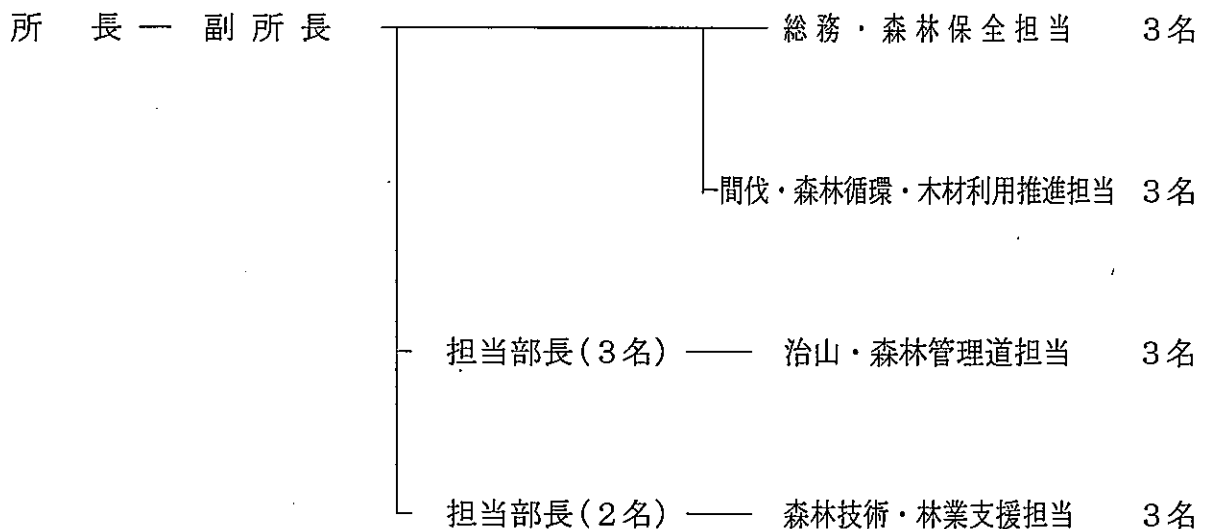 所長 ― 副所長 総務・森林保全担当 3名
間伐・森林循環・木材利用推進担当 3名
担当部長(3名) 治山・森林管理道担当 3名
担当部長(2名) 森林技術・林業支援担当 3名